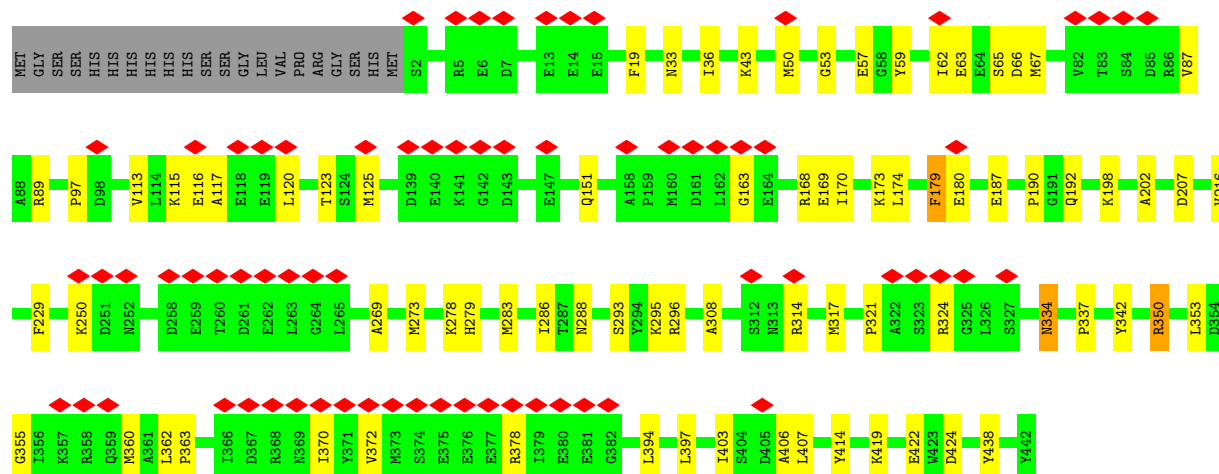 MET GLY SER SER HIS HIS HIS HIS HIS HIS SER SER GLY LEU VAL PRO ARG GLY SER HIS MET S2 R5 E6 D7 E13 E14 E15 F19 N33 I36 K43 M50 G53 E57 G58 Y59 I62 E63 E64 S65 D66 M67 V82 T83 S84 D85 R86 V87
A88 R89 P97 D98 V113 L114 K115 E116 A117 E118 E119 L120 T123 S124 M125 D139 E140 K141 G142 D143 E147 Q151 A158 P159 M160 D161 L162 G163 E164 R168 E169 I170 K173 L174 F179 E180 E187 P190 G191 Q192 K198 A202 D207 V216
F229 K250 D251 N252 D258 E259 T260 D261 E262 L263 G264 L265 A269 M273 K278 H279 M283 I286 T287 N288 S293 Y294 K295 R296 A308 S312 N313 R314 M317 P321 A322 S323 R324 G325 L326 S327 N334 P337 Y342 R350 L353 D354
G355 I356 K357 R358 Q359 M360 A361 L362 P363 I366 D367 R368 N369 I370 Y371 V372 M373 S374 E375 E376 E377 R378 I379 E380 E381 G382 L394 L397 I403 S404 D405 A406 L407 Y414 K419 E422 W423 D424 Y438 Y442